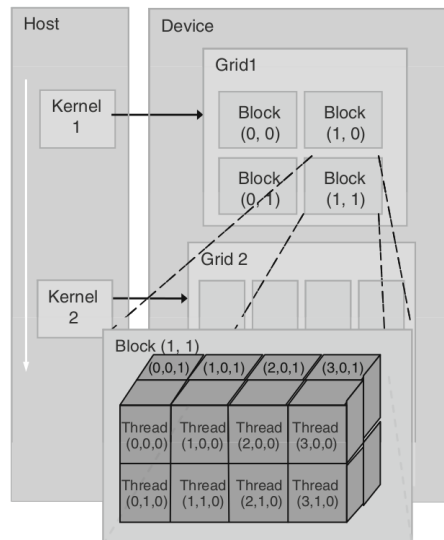 Host
Device
Grid1
Kernel
1
Block
(0, 0)
Block
(1, 0)
Block
(0, 1)
Block
(1, 1)
Grid 2
Kernel
2
Block (1, 1)
(0,0,1)
(1,0,1)
(2,0,1)
(3,0,1)
Thread
(0,0,0)
Thread
(1,0,0)
Thread
(2,0,0)
Thread
(3,0,0)
Thread
(0,1,0)
Thread
(1,1,0)
Thread
(2,1,0)
Thread
(3,1,0)